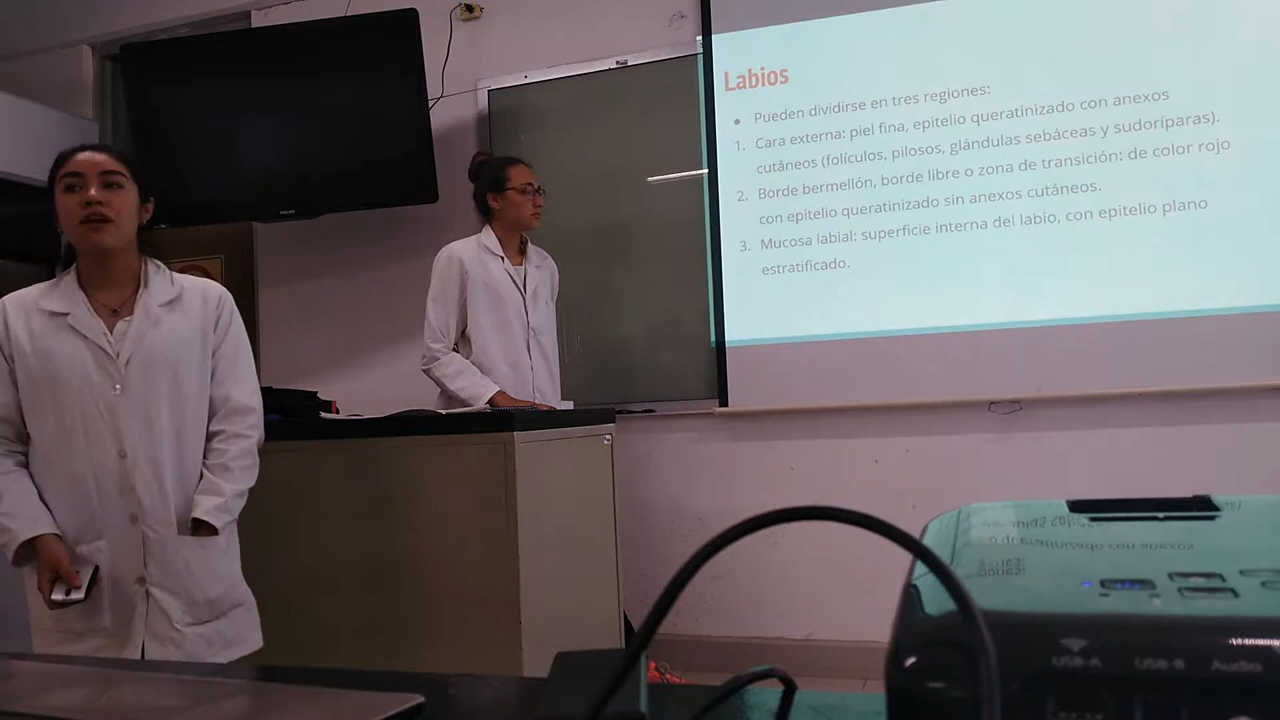 Labios
• Pueden dividirse en tres regiones:
1. Cara externa: piel fina, epitelio queratinizado con anexos
cutáneos (folículos, pilosos, glándulas sebáceas y sudoríparas).
2. Borde bermellón, borde libre o zona de transición: de color rojo
con epitelio queratinizado sin anexos cutáneos.
3. Mucosa labial: superficie interna del labio, con epitelio plano
estratificado.
PHILIPS
USB-A USB-B Audio